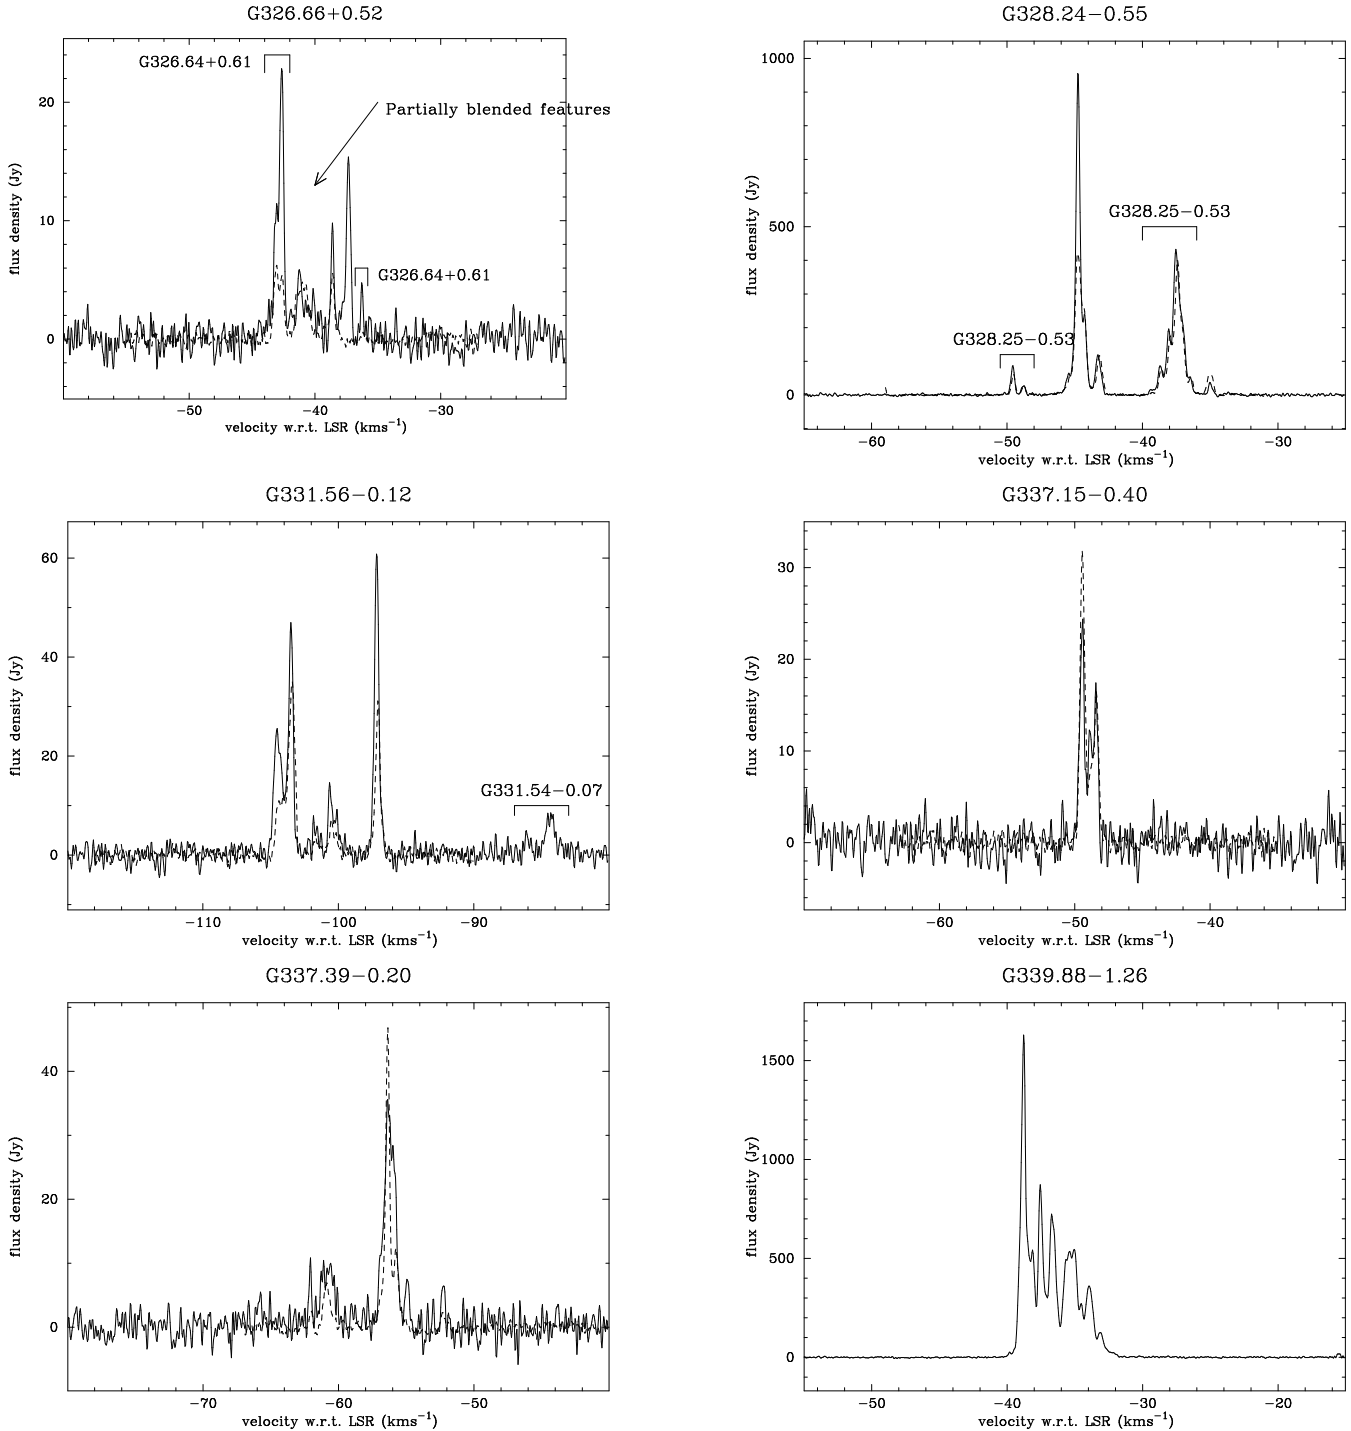 G326.66+0.52
G326.64+0.61
Partially blended features
G326.64+0.61
20
10
0
flux density (Jy)
−50 −40 −30
velocity w.r.t. LSR (kms⁻¹)
G328.24−0.55
G328.25−0.53
G328.25−0.53
1000
500
0
flux density (Jy)
−60 −50 −40 −30
velocity w.r.t. LSR (kms⁻¹)
G331.56−0.12
G331.54−0.07
60
40
20
0
flux density (Jy)
−110 −100 −90
velocity w.r.t. LSR (kms⁻¹)
G337.15−0.40
30
20
10
0
flux density (Jy)
−60 −50 −40
velocity w.r.t. LSR (kms⁻¹)
G337.39−0.20
40
20
0
flux density (Jy)
−70 −60 −50
velocity w.r.t. LSR (kms⁻¹)
G339.88−1.26
1500
1000
500
0
flux density (Jy)
−50 −40 −30 −20
velocity w.r.t. LSR (kms⁻¹)